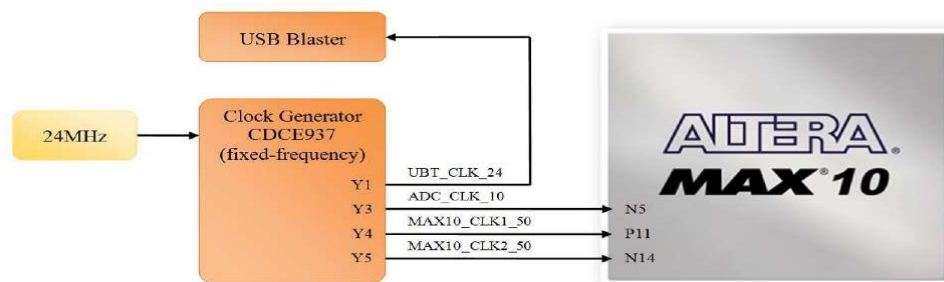 USB Blaster
24MHz
Clock Generator
CDCE937
(fixed-frequency)
Y1
UBT_CLK_24
Y3
ADC_CLK_10
N5
Y4
MAX10_CLK1_50
P11
Y5
MAX10_CLK2_50
N14
ALTERA®
MAX® 10